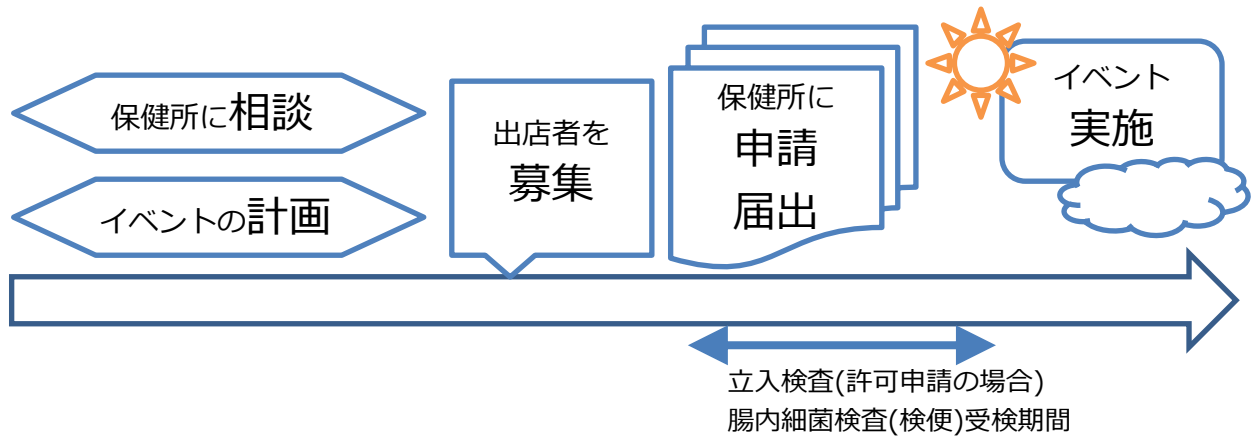 保健所に相談
イベントの計画
出店者を
募集
保健所に
申請
届出
イベント
実施
立入検査(許可申請の場合)
腸内細菌検査(検便)受検期間